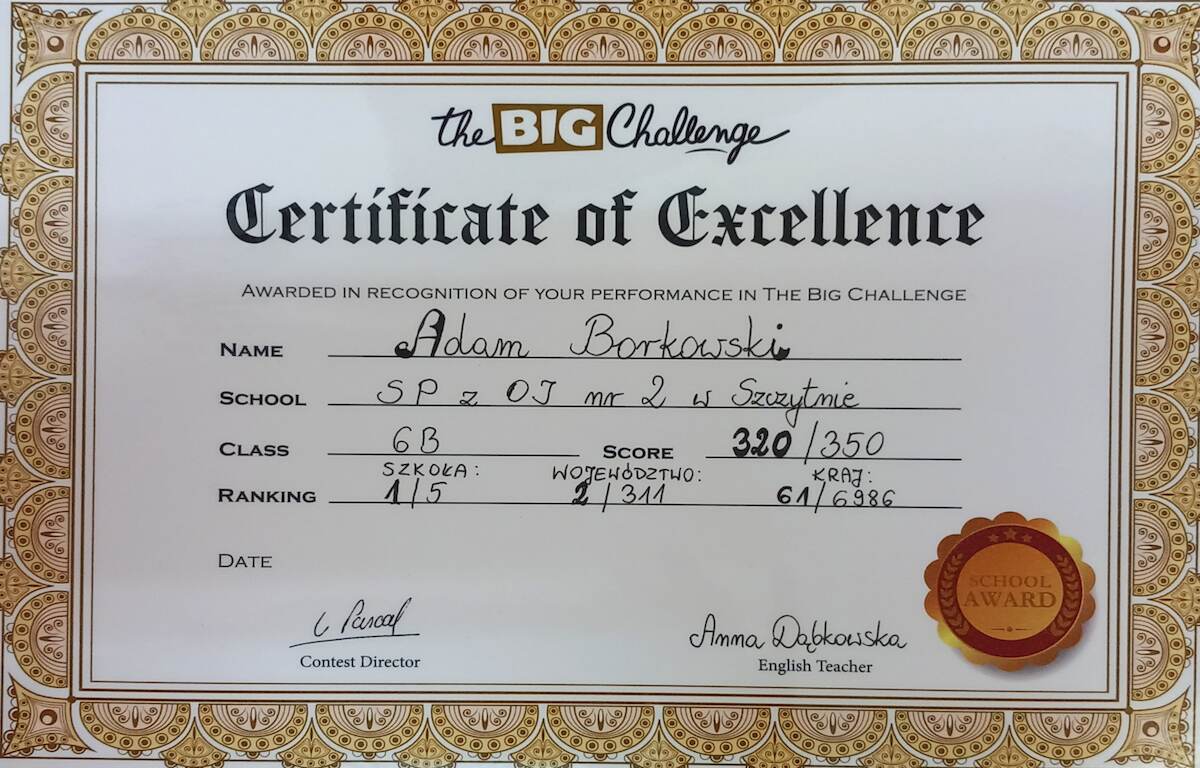 the BIG Challenge
Certificate of Excellence
AWARDED IN RECOGNITION OF YOUR PERFORMANCE IN THE BIG CHALLENGE
NAME Adam Borkowski
SCHOOL SP z OI nr 2 w Szczytnie
CLASS 6B SCORE 320/350
SZKOŁA: WOJEWÓDZTWO: KRAJ:
RANKING 1/5 2/311 61/6986
DATE
SCHOOL
AWARD
Anna Dąbkowska
Contest Director English Teacher